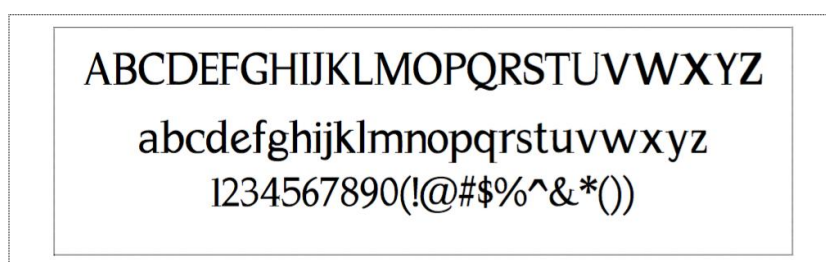 ABCDEFGHIJKLMOPQRSTUVWXYZ
abcdefghijklmnopqrstuvwxyz
1234567890(!@#$%^&*())